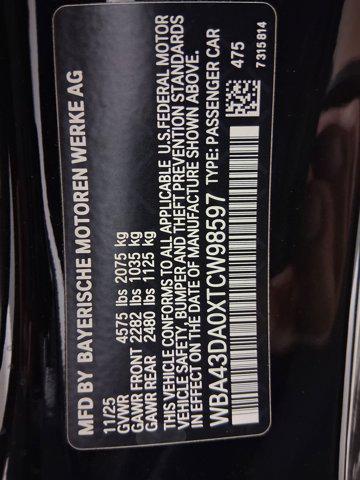 MFD BY BAYERISCHE MOTOREN WERKE AG
11/25
GVWR 4575 lbs 2075 kg
GAWR FRONT 2282 lbs 1035 kg
GAWR REAR 2480 lbs 1125 kg
THIS VEHICLE CONFORMS TO ALL APPLICABLE U.S.FEDERAL MOTOR
VEHICLE SAFETY, BUMPER AND THEFT PREVENTION STANDARDS
IN EFFECT ON THE DATE OF MANUFACTURE SHOWN ABOVE.
WBA43DA0XTCW98597 TYPE: PASSENGER CAR
475
7315814